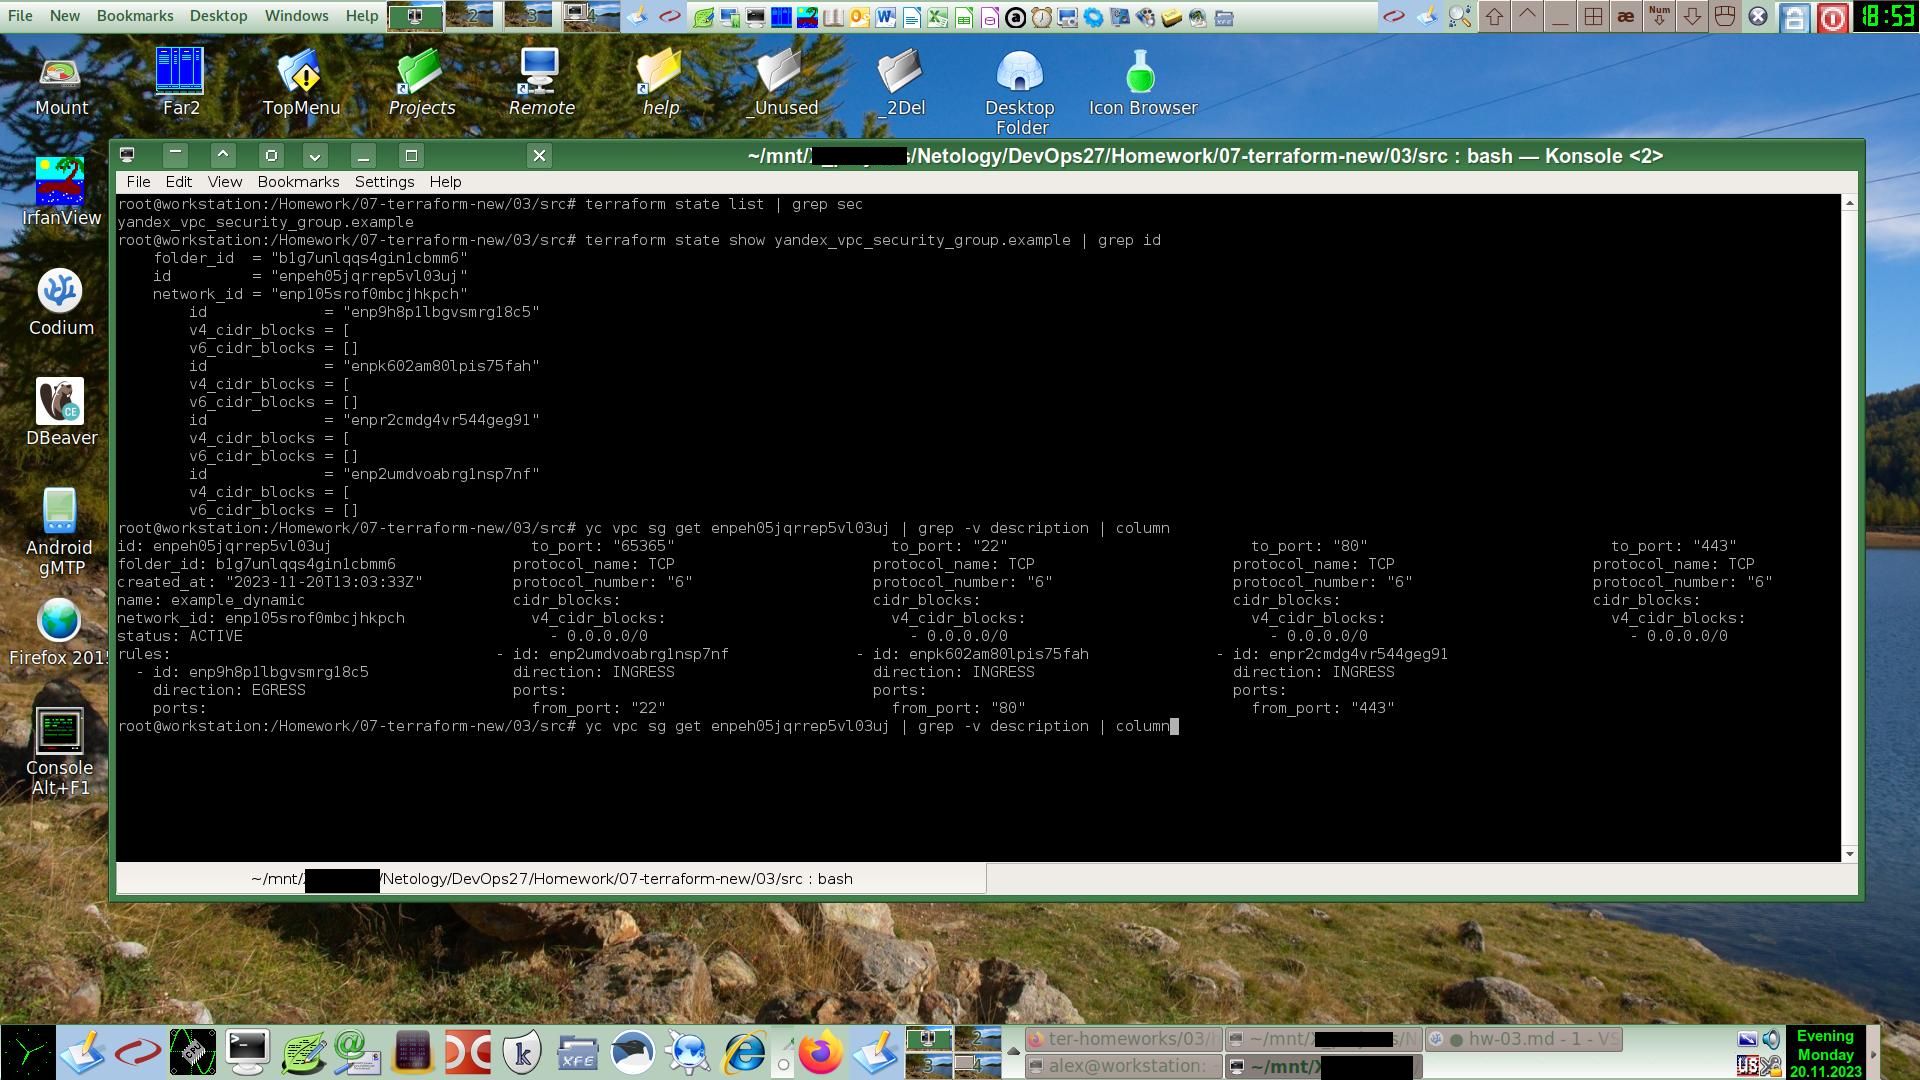 File New Bookmarks Desktop Windows Help
2 3 4
Num
18:53
Mount
Far2
TopMenu
Projects
Remote
help
_Unused
_2Del
Desktop
Folder
Icon Browser
IrfanView
Codium
DBeaver
Android
gMTP
Firefox 201
Console
Alt+F1
~/mnt/ s/Netology/DevOps27/Homework/07-terraform-new/03/src : bash — Konsole <2>
File Edit View Bookmarks Settings Help
root@workstation:/Homework/07-terraform-new/03/src# terraform state list | grep sec
yandex_vpc_security_group.example
root@workstation:/Homework/07-terraform-new/03/src# terraform state show yandex_vpc_security_group.example | grep id
folder_id = "b1g7unlqqs4gin1cbmm6"
id = "enpeh05jqrrep5vl03uj"
network_id = "enp105srof0mbcjhkpch"
id = "enp9h8p1lbgvsmrg18c5"
v4_cidr_blocks = [
v6_cidr_blocks = []
id = "enpk602am80lpis75fah"
v4_cidr_blocks = [
v6_cidr_blocks = []
id = "enpr2cmdg4vr544geg91"
v4_cidr_blocks = [
v6_cidr_blocks = []
id = "enp2umdvoabrg1nsp7nf"
v4_cidr_blocks = [
v6_cidr_blocks = []
root@workstation:/Homework/07-terraform-new/03/src# yc vpc sg get enpeh05jqrrep5vl03uj | grep -v description | column
id: enpeh05jqrrep5vl03uj to_port: "65365" to_port: "22" to_port: "80" to_port: "443"
folder_id: b1g7unlqqs4gin1cbmm6 protocol_name: TCP protocol_name: TCP protocol_name: TCP protocol_name: TCP
created_at: "2023-11-20T13:03:33Z" protocol_number: "6" protocol_number: "6" protocol_number: "6" protocol_number: "6"
name: example_dynamic cidr_blocks: cidr_blocks: cidr_blocks: cidr_blocks:
network_id: enp105srof0mbcjhkpch v4_cidr_blocks: v4_cidr_blocks: v4_cidr_blocks: v4_cidr_blocks:
status: ACTIVE - 0.0.0.0/0 - 0.0.0.0/0 - 0.0.0.0/0 - 0.0.0.0/0
rules: - id: enp2umdvoabrg1nsp7nf - id: enpk602am80lpis75fah - id: enpr2cmdg4vr544geg91
- id: enp9h8p1lbgvsmrg18c5 direction: INGRESS direction: INGRESS direction: INGRESS
direction: EGRESS ports: ports: ports:
ports: from_port: "22" from_port: "80" from_port: "443"
root@workstation:/Homework/07-terraform-new/03/src# yc vpc sg get enpeh05jqrrep5vl03uj | grep -v description | column
~/mnt/ /Netology/DevOps27/Homework/07-terraform-new/03/src : bash
ter-homeworks/03/
~/mnt/ s/N
hw-03.md - 1 - VS
alex@workstation:
~/mnt/
2
3 4
us
Evening
Monday
20.11.2023